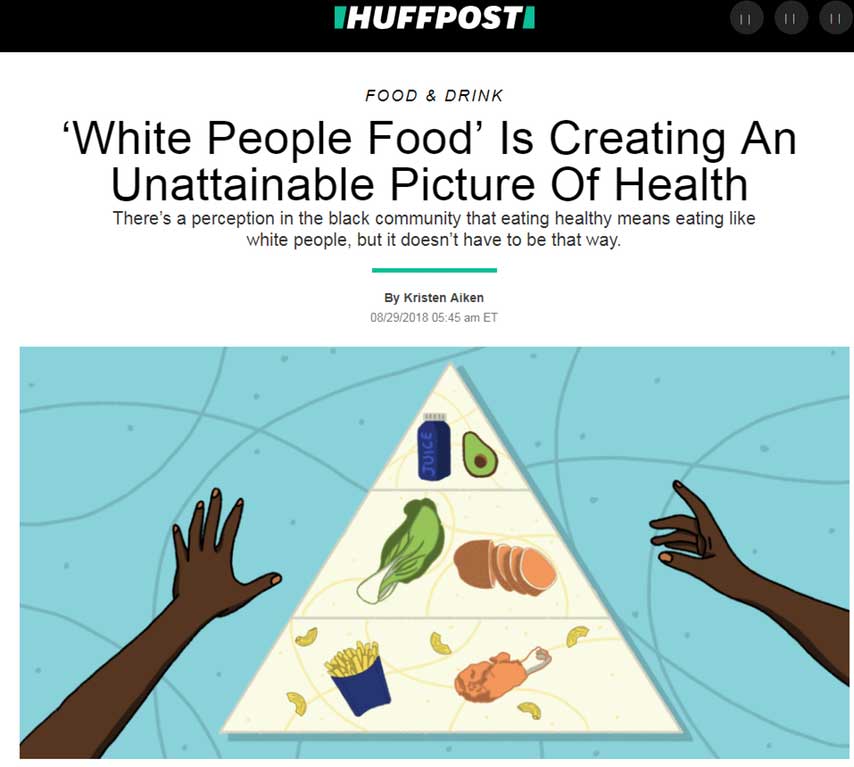 HUFFPOST
FOOD & DRINK
‘White People Food’ Is Creating An
Unattainable Picture Of Health
There’s a perception in the black community that eating healthy means eating like
white people, but it doesn’t have to be that way.
By Kristen Aiken
08/29/2018 05:45 am ET
JUICE